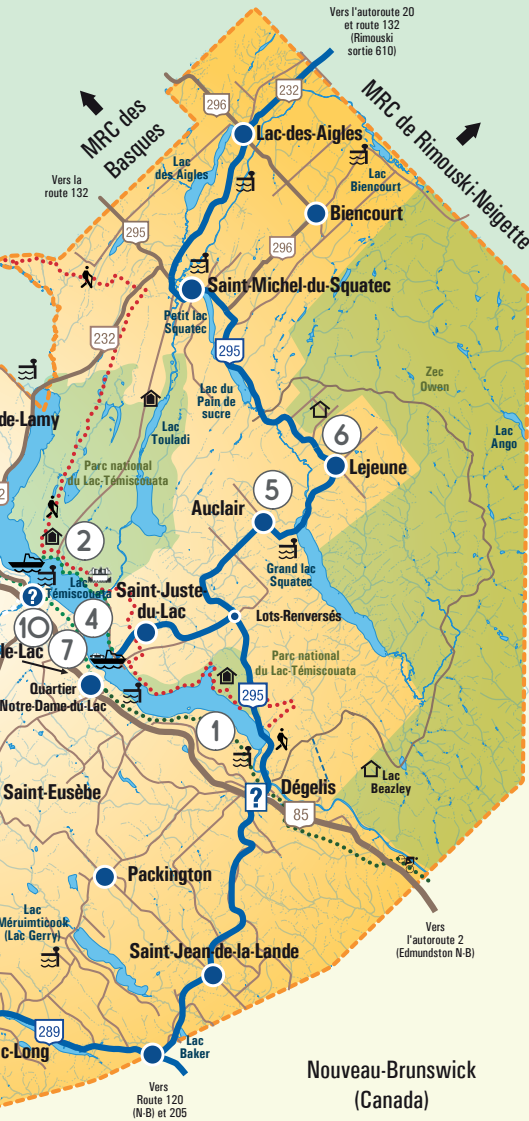 Vers l'autoroute 20
et route 132
(Rimouski
sortie 610)
MRC des
Basques
MRC de Rimouski-Neigette
296
232
Lac-des-Aigles
Lac
des Aigles
Lac
Biencourt
Vers la
route 132
Biencourt
295
296
Saint-Michel-du-Squatec
Petit lac
Squatec
232
295
Zec
Owen
Lac du
Pain de
sucre
de-Lamy
Lac
Touladi
Lac
Ango
6
Lejeune
Parc national
du Lac-Témiscouata
5
Auclair
2
Grand lac
Squatec
Lac
Témiscouata
?
Saint-Juste-
du-Lac
4
Lots-Renversés
10
7
le-Lac
Parc national
du Lac-Témiscouata
Quartier
Notre-Dame-du-Lac
295
1
Dégelis
Lac
Beazley
Saint-Eusèbe
?
85
Packington
Lac
Méruimticook
(Lac Gerry)
Vers
l'autoroute 2
(Edmundston N-B)
Saint-Jean-de-la-Lande
289
c-Long
Lac
Baker
Nouveau-Brunswick
(Canada)
Vers
Route 120
(N-B) et 205